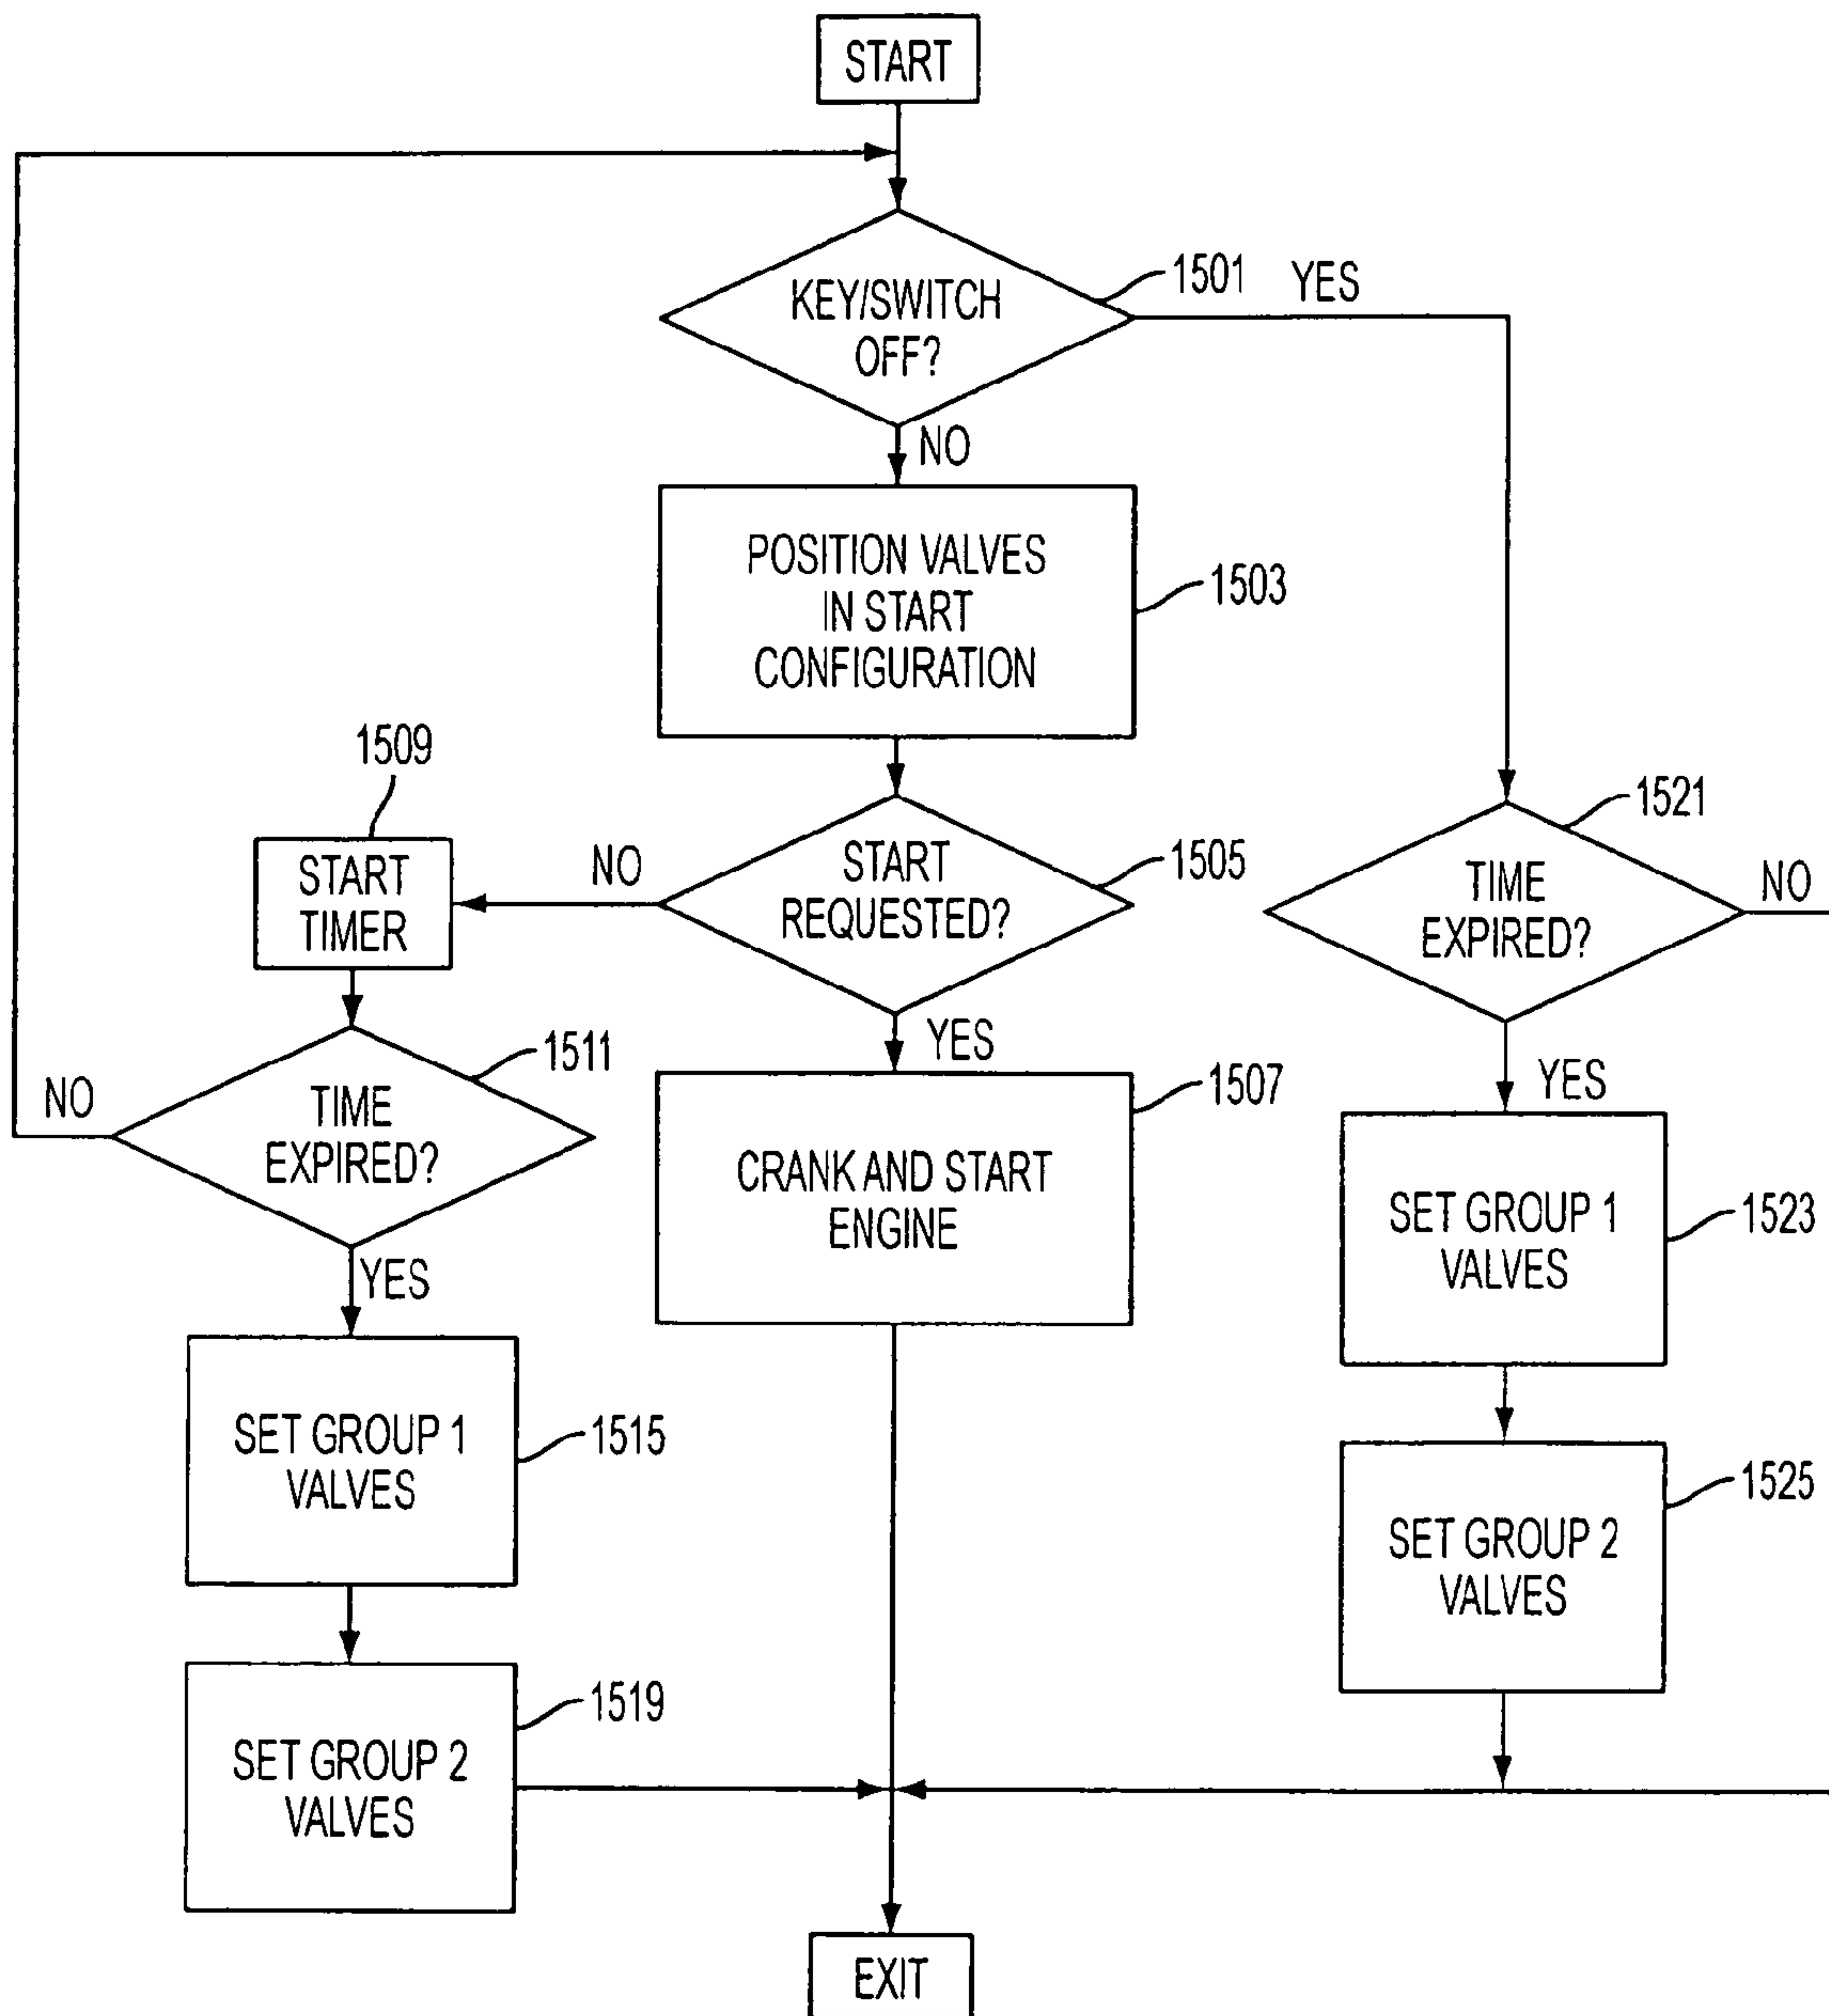 START
KEY/SWITCH
OFF?
1501
YES
NO
POSITION VALVES
IN START
CONFIGURATION
1503
1509
START
TIMER
NO
START
REQUESTED?
1505
1521
TIME
EXPIRED?
NO
1511
NO
TIME
EXPIRED?
YES
YES
CRANK AND START
ENGINE
1507
YES
SET GROUP 1
VALVES
1523
SET GROUP 1
VALVES
1515
SET GROUP 2
VALVES
1525
SET GROUP 2
VALVES
1519
EXIT